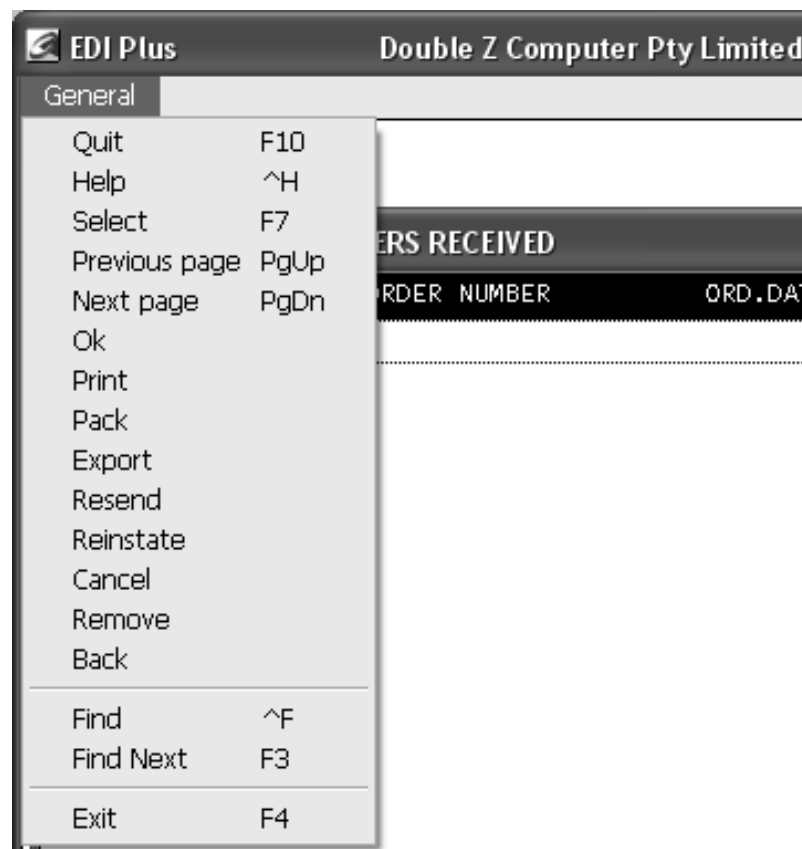 EDI Plus Double Z Computer Pty Limited
General
Quit F10
Help ^H
Select F7
Previous page PgUp
Next page PgDn
Ok
Print
Pack
Export
Resend
Reinstate
Cancel
Remove
Back
Find ^F
Find Next F3
Exit F4
ERS RECEIVED
RDER NUMBER ORD.DAT